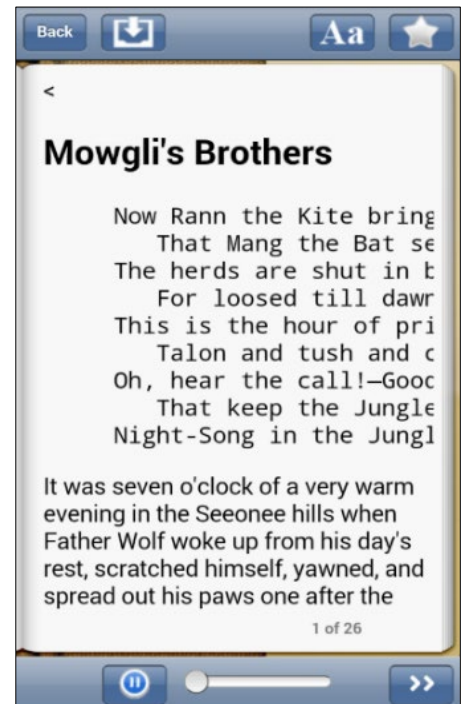 Back
Aa
<
Mowgli's Brothers
Now Rann the Kite bring
That Mang the Bat se
The herds are shut in b
For loosed till dawn
This is the hour of pri
Talon and tush and c
Oh, hear the call!—Good
That keep the Jungle
Night-Song in the Jungl
It was seven o'clock of a very warm
evening in the Seeonee hills when
Father Wolf woke up from his day's
rest, scratched himself, yawned, and
spread out his paws one after the
1 of 26
>>